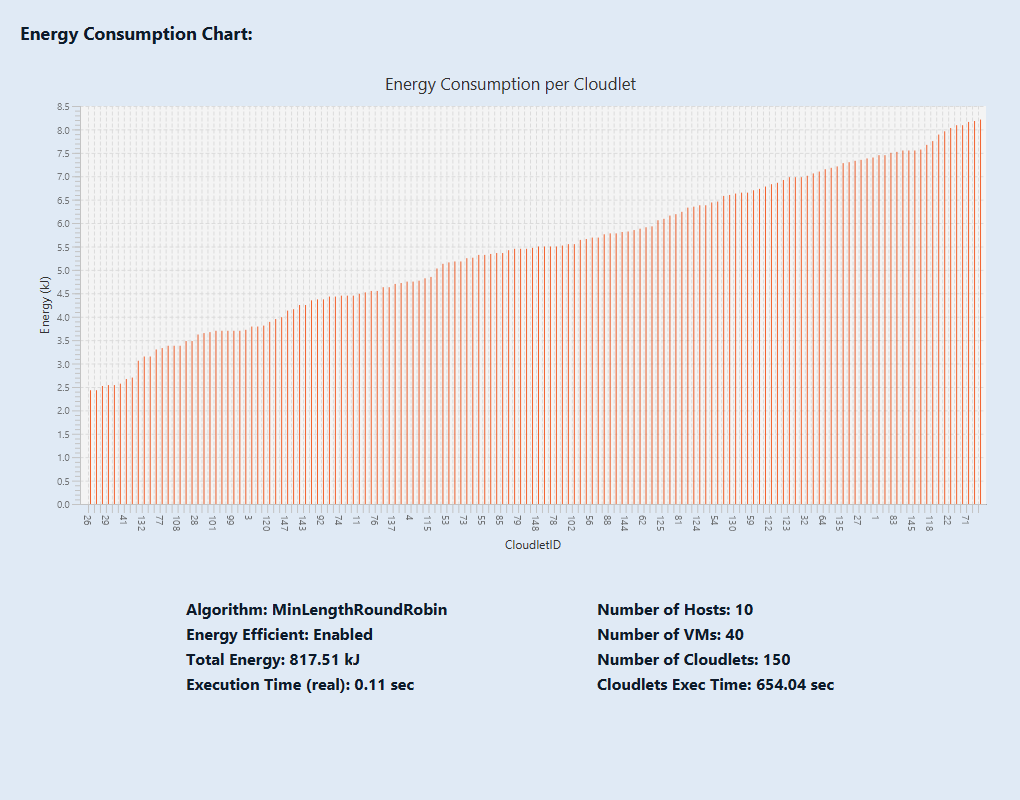 Energy Consumption Chart:
Energy Consumption per Cloudlet
8.5
8.0
7.5
7.0
6.5
6.0
5.5
5.0
4.5
4.0
3.5
3.0
2.5
2.0
1.5
1.0
0.5
0.0
Energy (kJ)
26 29 41 132 77 108 28 101 99 3 120 147 143 92 74 11 76 137 4 115 53 73 55 85 79 148 78 102 56 88 144 62 125 81 124 54 130 59 122 123 32 64 135 27 1 83 145 118 22 71
CloudletID
Algorithm: MinLengthRoundRobin
Energy Efficient: Enabled
Total Energy: 817.51 kJ
Execution Time (real): 0.11 sec
Number of Hosts: 10
Number of VMs: 40
Number of Cloudlets: 150
Cloudlets Exec Time: 654.04 sec